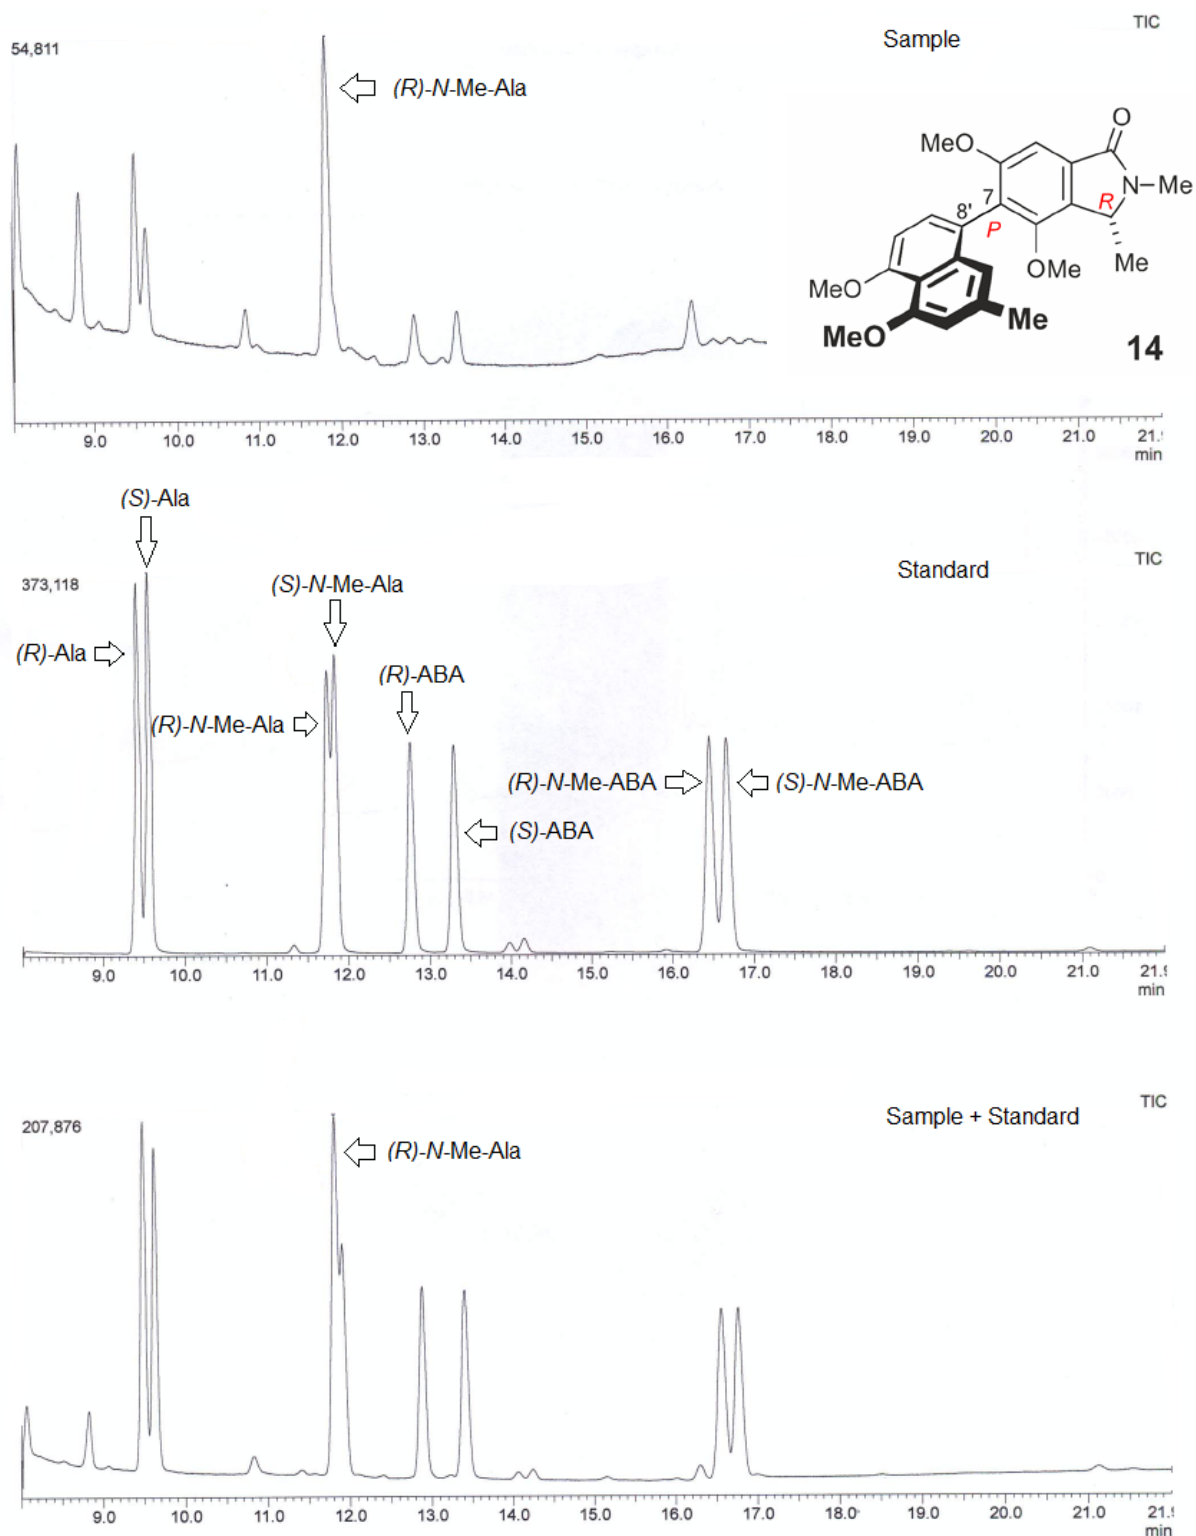 TIC
54,811
Sample
(R)-N-Me-Ala
O
MeO
N-Me
7
R
8'
P
OMe
Me
MeO
MeO
Me
14
9.0 10.0 11.0 12.0 13.0 14.0 15.0 16.0 17.0 18.0 19.0 20.0 21.0
min
(S)-Ala
TIC
Standard
373,118
(S)-N-Me-Ala
(R)-Ala
(R)-ABA
(R)-N-Me-Ala
(R)-N-Me-ABA
(S)-N-Me-ABA
(S)-ABA
9.0 10.0 11.0 12.0 13.0 14.0 15.0 16.0 17.0 18.0 19.0 20.0 21.0
min
TIC
Sample + Standard
207,876
(R)-N-Me-Ala
9.0 10.0 11.0 12.0 13.0 14.0 15.0 16.0 17.0 18.0 19.0 20.0 21.0
min